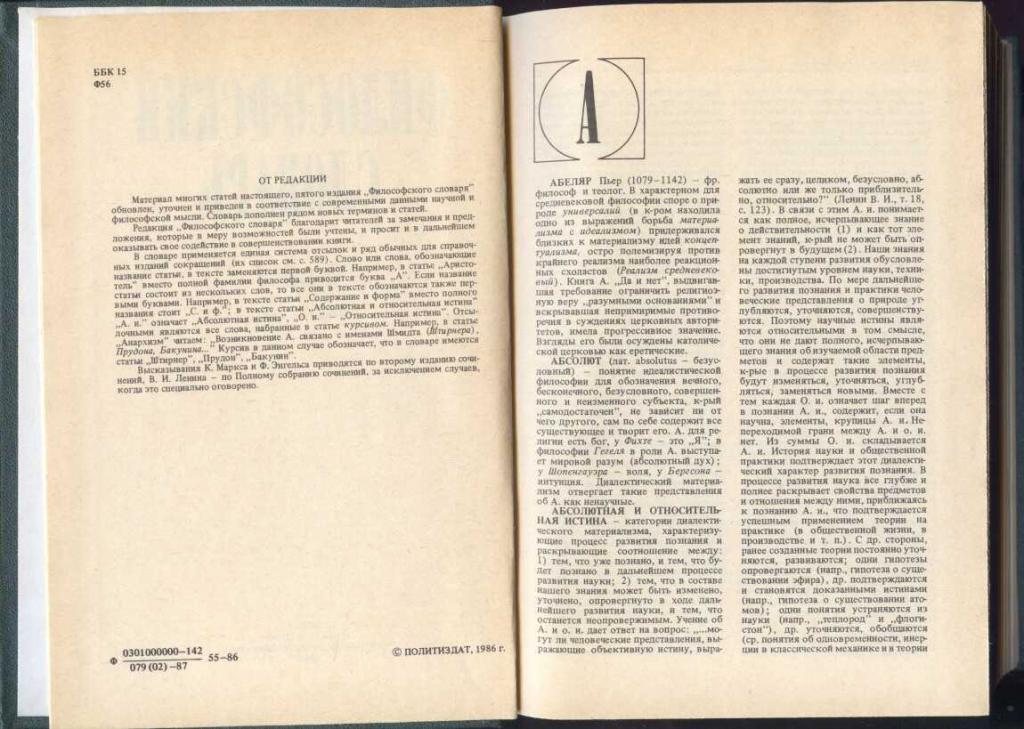 ББК 15
Ф56
ОТ РЕДАКЦИИ
Материал многих статей настоящего, пятого издания „Философского словаря"
обновлен, уточнен и приведен в соответствие с современными данными научной и
философской мысли. Словарь дополнен рядом новых терминов и статей.
Редакция „Философского словаря" благодарит читателей за замечания и пред-
ложения, которые в меру возможностей были учтены, и просит и в дальнейшем
оказывать свое содействие в совершенствовании книги.
В словаре применяется единая система отсылок и ряд обычных для справоч-
ных изданий сокращений (их список см. с. 589). Слово или слова, обозначающие
название статьи, в тексте заменяются первой буквой. Например, в статье „Аристо-
тель" вместо полной фамилии философа приводится буква „А". Если название
статьи состоит из нескольких слов, то все они в тексте обозначаются также пер-
выми буквами. Например, в тексте статьи „Содержание и форма" вместо полного
названия стоит „С. и ф."; в тексте статьи „Абсолютная и относительная истина"
„А. и." означает „Абсолютная истина", „О. и." – „Относительная истина". Отсы-
лочными являются все слова, набранные в статье курсивом. Например, в статье
„Анархизм" читаем: „Возникновение А. связано с именами Шмидта (Штирнера),
Прудона, Бакунина..." Курсив в данном случае обозначает, что в словаре имеются
статьи „Штирнер", „Прудон", „Бакунин".
Высказывания К. Маркса и Ф. Энгельса приводятся по второму изданию сочи-
нений, В. И. Ленина – по Полному собранию сочинений, за исключением случаев,
когда это специально оговорено.
Ф 0301000000–142
079 (02) –87 55–86
© ПОЛИТИЗДАТ, 1986 г.
А
АБЕЛЯР Пьер (1079–1142) – фр.
философ и теолог. В характерном для
средневековой философии споре о при-
роде универсалий (в к-ром находила
одно из выражений борьба матери-
ализма с идеализмом) придерживался
близких к материализму идей конце-
птуализма, остро полемизируя против
крайнего реализма наиболее реакцион-
ных схоластов (Реализм средневеко-
вый). Книга А. „Да и нет", выдвигав-
шая требование ограничить религиоз-
ную веру „разумными основаниями" и
вскрывавшая непримиримые противо-
речия в суждениях церковных автори-
тетов, имела прогрессивное значение.
Взгляды его были осуждены католи-
ческой церковью как еретические.
АБСОЛЮТ (лат. absolutus – безус-
ловный) – понятие идеалистической
философии для обозначения вечного,
бесконечного, безусловного, совершен-
ного и неизменного субъекта, к-рый
„самодостаточен", не зависит ни от
чего другого, сам по себе содержит все
существующее и творит его. А. для ре-
лигии есть бог, у Фихте – это „Я"; в
философии Гегеля в роли А. выступа-
ет мировой разум (абсолютный дух);
у Шопенгауэра – воля, у Бергсона –
интуиция. Диалектический материа-
лизм отвергает такие представления
об А. как ненаучные.
АБСОЛЮТНАЯ И ОТНОСИТЕЛЬ-
НАЯ ИСТИНА – категории диалекти-
ческого материализма, характеризу-
ющие процесс развития познания и
раскрывающие соотношение между:
1) тем, что уже познано, и тем, что бу-
дет познано в дальнейшем процессе
развития науки; 2) тем, что в составе
нашего знания может быть изменено,
уточнено, опровергнуто в ходе даль-
нейшего развития науки, и тем, что
останется неопровержимым. Учение об
А. и о. и. дает ответ на вопрос: „...мо-
гут ли человеческие представления, вы-
ражающие объективную истину, выра-
жать ее сразу, целиком, безусловно, аб-
солютно или же только приблизитель-
но, относительно?" (Ленин В. И., т. 18,
с. 123). В связи с этим А. и. понимает-
ся как полное, исчерпывающее знание
о действительности (1) и как тот эле-
мент знаний, к-рый не может быть оп-
ровергнут в будущем (2). Наши знания
на каждой ступени развития обусловле-
ны достигнутым уровнем науки, техни-
ки, производства. По мере дальнейше-
го развития познания и практики чело-
веческие представления о природе уг-
лубляются, уточняются, совершенству-
ются. Поэтому научные истины явля-
ются относительными в том смысле,
что они не дают полного, исчерпываю-
щего знания об изучаемой области пред-
метов и содержат такие элементы,
к-рые в процессе развития познания
будут изменяться, уточняться, углуб-
ляться, заменяться новыми. Вместе с
тем каждая О. и. означает шаг вперед
в познании А. и., содержит, если она
научна, элементы, крупицы А. и. Не-
переходимой грани между А. и о. и.
нет. Из суммы О. и. складывается
А. и. История науки и общественной
практики подтверждает этот диалекти-
ческий характер развития познания. В
процессе развития наука все глубже и
полнее раскрывает свойства предметов
и отношения между ними, приближаясь
к познанию А. и., что подтверждается
успешным применением теории на
практике (в общественной жизни, в
производстве и т. п.). С др. стороны,
ранее созданные теории постоянно уточ-
няются, развиваются; одни гипотезы
опровергаются (напр., гипотеза о суще-
ствовании эфира), др. подтверждаются
и становятся доказанными истинами
(напр., гипотеза о существовании ато-
мов); одни понятия устраняются из
науки (напр., „теплород" и „флоги-
стон"), др. уточняются, обобщаются
(ср. понятия об одновременности, инер-
ции в классической механике и в теории